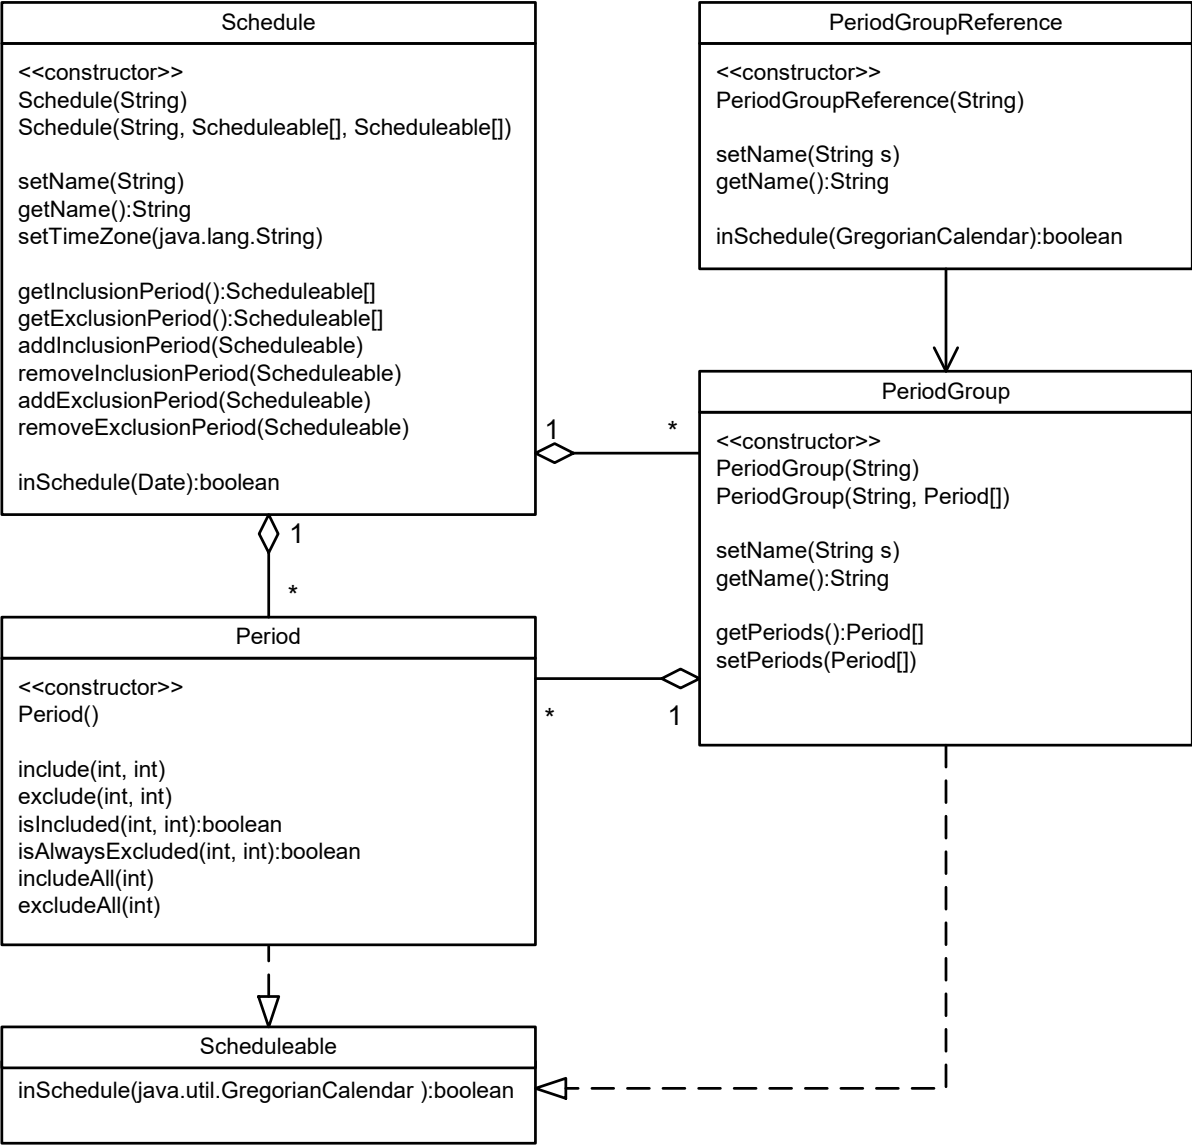 Schedule
<<constructor>>
Schedule(String)
Schedule(String, Scheduleable[], Scheduleable[])
setName(String)
getName():String
setTimeZone(java.lang.String)
getInclusionPeriod():Scheduleable[]
getExclusionPeriod():Scheduleable[]
addInclusionPeriod(Scheduleable)
removeInclusionPeriod(Scheduleable)
addExclusionPeriod(Scheduleable)
removeExclusionPeriod(Scheduleable)
inSchedule(Date):boolean
PeriodGroupReference
<<constructor>>
PeriodGroupReference(String)
setName(String s)
getName():String
inSchedule(GregorianCalendar):boolean
1
*
1
*
PeriodGroup
<<constructor>>
PeriodGroup(String)
PeriodGroup(String, Period[])
setName(String s)
getName():String
getPeriods():Period[]
setPeriods(Period[])
Period
<<constructor>>
Period()
include(int, int)
exclude(int, int)
isIncluded(int, int):boolean
isAlwaysExcluded(int, int):boolean
includeAll(int)
excludeAll(int)
*
1
Scheduleable
inSchedule(java.util.GregorianCalendar ):boolean